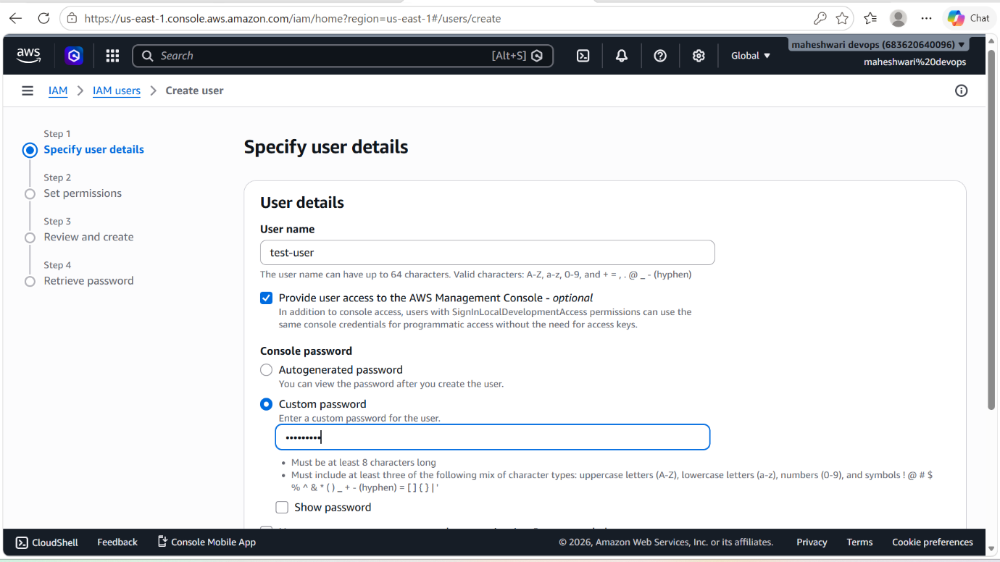 https://us-east-1.console.aws.amazon.com/iam/home?region=us-east-1#/users/create
Chat
aws
Search [Alt+S]
Global
maheshwari devops (683620640096)
maheshwari%20devops
IAM > IAM users > Create user
Step 1
Specify user details
Step 2
Set permissions
Step 3
Review and create
Step 4
Retrieve password
Specify user details
User details
User name
test-user
The user name can have up to 64 characters. Valid characters: A-Z, a-z, 0-9, and + = , . @ _ - (hyphen)
Provide user access to the AWS Management Console - optional
In addition to console access, users with SignInLocalDevelopmentAccess permissions can use the
same console credentials for programmatic access without the need for access keys.
Console password
Autogenerated password
You can view the password after you create the user.
Custom password
Enter a custom password for the user.
•••••••••
• Must be at least 8 characters long
• Must include at least three of the following mix of character types: uppercase letters (A-Z), lowercase letters (a-z), numbers (0-9), and symbols ! @ # $
% ^ & * ( ) _ + - (hyphen) = [ ] { } | '
Show password
CloudShell Feedback Console Mobile App © 2026, Amazon Web Services, Inc. or its affiliates. Privacy Terms Cookie preferences